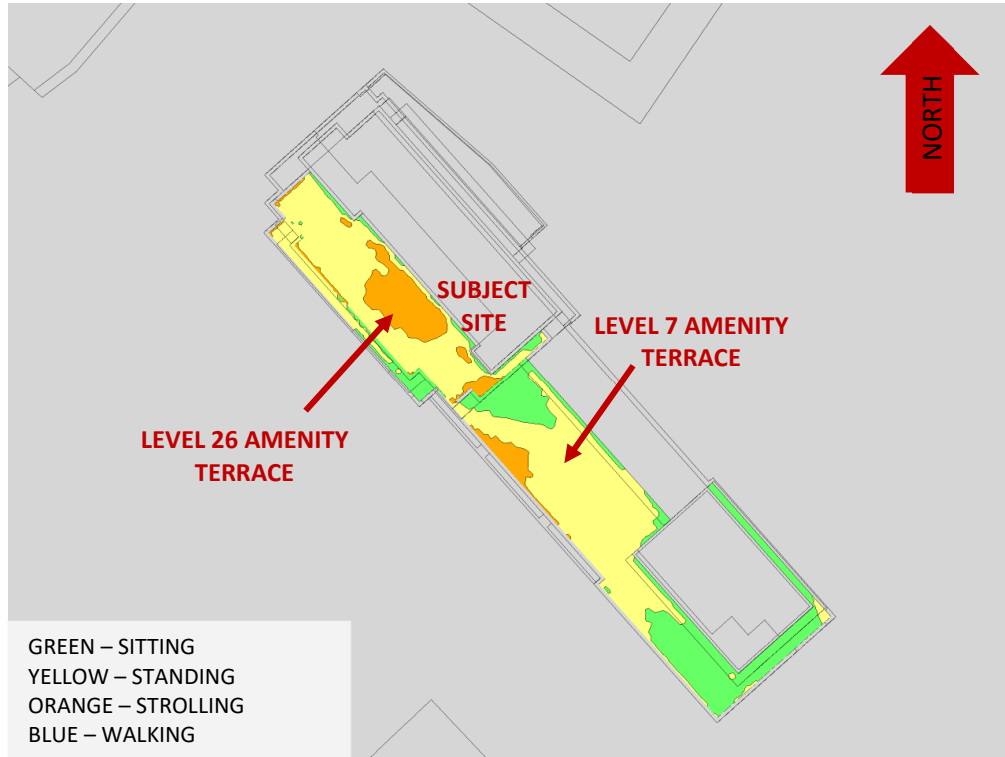 NORTH
SUBJECT
SITE
LEVEL 7 AMENITY
TERRACE
LEVEL 26 AMENITY
TERRACE
GREEN – SITTING
YELLOW – STANDING
ORANGE – STROLLING
BLUE – WALKING